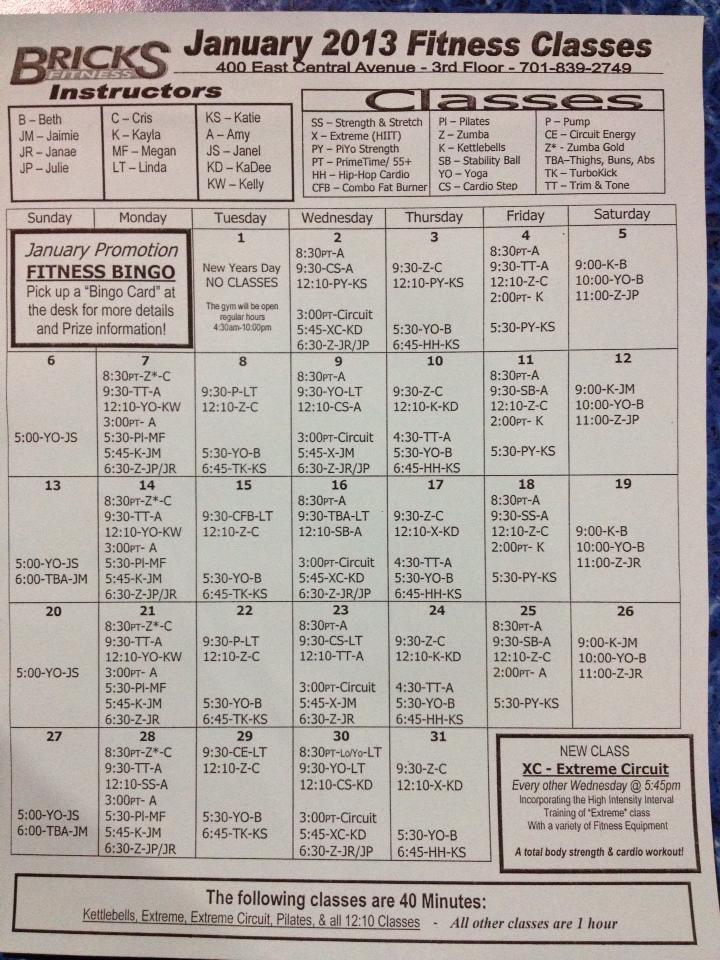 BRICKS FITNESS
January 2013 Fitness Classes
400 East Central Avenue - 3rd Floor - 701-839-2749
Instructors
B – Beth
JM – Jaimie
JR – Janae
JP – Julie
C – Cris
K – Kayla
MF – Megan
LT – Linda
KS – Katie
A – Amy
JS – Janel
KD – KaDee
KW – Kelly
Classes
SS – Strength & Stretch
X – Extreme (HIIT)
PY – PiYo Strength
PT – PrimeTime/ 55+
HH – Hip-Hop Cardio
CFB – Combo Fat Burner
PI – Pilates
Z – Zumba
K – Kettlebells
SB – Stability Ball
YO – Yoga
CS – Cardio Step
P – Pump
CE – Circuit Energy
Z* - Zumba Gold
TBA–Thighs, Buns, Abs
TK – TurboKick
TT – Trim & Tone
Sunday Monday Tuesday Wednesday Thursday Friday Saturday
January Promotion
FITNESS BINGO
Pick up a "Bingo Card" at
the desk for more details
and Prize information!
1
New Years Day
NO CLASSES
The gym will be open
regular hours
4:30am-10:00pm
2
8:30PT-A
9:30-CS-A
12:10-PY-KS
3:00PT-Circuit
5:45-XC-KD
6:30-Z-JR/JP
3
9:30-Z-C
12:10-PY-KS
5:30-YO-B
6:45-HH-KS
4
8:30PT-A
9:30-TT-A
12:10-Z-C
2:00PT- K
5:30-PY-KS
5
9:00-K-B
10:00-YO-B
11:00-Z-JP
6
5:00-YO-JS
7
8:30PT-Z*-C
9:30-TT-A
12:10-YO-KW
3:00PT- A
5:30-PI-MF
5:45-K-JM
6:30-Z-JP/JR
8
9:30-P-LT
12:10-Z-C
5:30-YO-B
6:45-TK-KS
9
8:30PT-A
9:30-YO-LT
12:10-CS-A
3:00PT-Circuit
5:45-X-JM
6:30-Z-JR/JP
10
9:30-Z-C
12:10-K-KD
4:30-TT-A
5:30-YO-B
6:45-HH-KS
11
8:30PT-A
9:30-SB-A
12:10-Z-C
2:00PT- K
5:30-PY-KS
12
9:00-K-JM
10:00-YO-B
11:00-Z-JP
13
5:00-YO-JS
6:00-TBA-JM
14
8:30PT-Z*-C
9:30-TT-A
12:10-YO-KW
3:00PT- A
5:30-PI-MF
5:45-K-JM
6:30-Z-JP/JR
15
9:30-CFB-LT
12:10-Z-C
5:30-YO-B
6:45-TK-KS
16
8:30PT-A
9:30-TBA-LT
12:10-SB-A
3:00PT-Circuit
5:45-XC-KD
6:30-Z-JR/JP
17
9:30-Z-C
12:10-X-KD
4:30-TT-A
5:30-YO-B
6:45-HH-KS
18
8:30PT-A
9:30-SS-A
12:10-Z-C
2:00PT- K
5:30-PY-KS
19
9:00-K-B
10:00-YO-B
11:00-Z-JR
20
5:00-YO-JS
21
8:30PT-Z*-C
9:30-TT-A
12:10-YO-KW
3:00PT- A
5:30-PI-MF
5:45-K-JM
6:30-Z-JR
22
9:30-P-LT
12:10-Z-C
5:30-YO-B
6:45-TK-KS
23
8:30PT-A
9:30-CS-LT
12:10-TT-A
3:00PT-Circuit
5:45-X-JM
6:30-Z-JR
24
9:30-Z-C
12:10-K-KD
4:30-TT-A
5:30-YO-B
6:45-HH-KS
25
8:30PT-A
9:30-SB-A
12:10-Z-C
2:00PT- A
5:30-PY-KS
26
9:00-K-JM
10:00-YO-B
11:00-Z-JR
27
5:00-YO-JS
6:00-TBA-JM
28
8:30PT-Z*-C
9:30-TT-A
12:10-SS-A
3:00PT- A
5:30-PI-MF
5:45-K-JM
6:30-Z-JP/JR
29
9:30-CE-LT
12:10-Z-C
5:30-YO-B
6:45-TK-KS
30
8:30PT-Lo/Yo-LT
9:30-YO-LT
12:10-CS-KD
3:00PT-Circuit
5:45-XC-KD
6:30-Z-JR/JP
31
9:30-Z-C
12:10-X-KD
5:30-YO-B
6:45-HH-KS
NEW CLASS
XC - Extreme Circuit
Every other Wednesday @ 5:45pm
Incorporating the High Intensity Interval
Training of "Extreme" class
With a variety of Fitness Equipment
A total body strength & cardio workout!
The following classes are 40 Minutes:
Kettlebells, Extreme, Extreme Circuit, Pilates, & all 12:10 Classes - All other classes are 1 hour